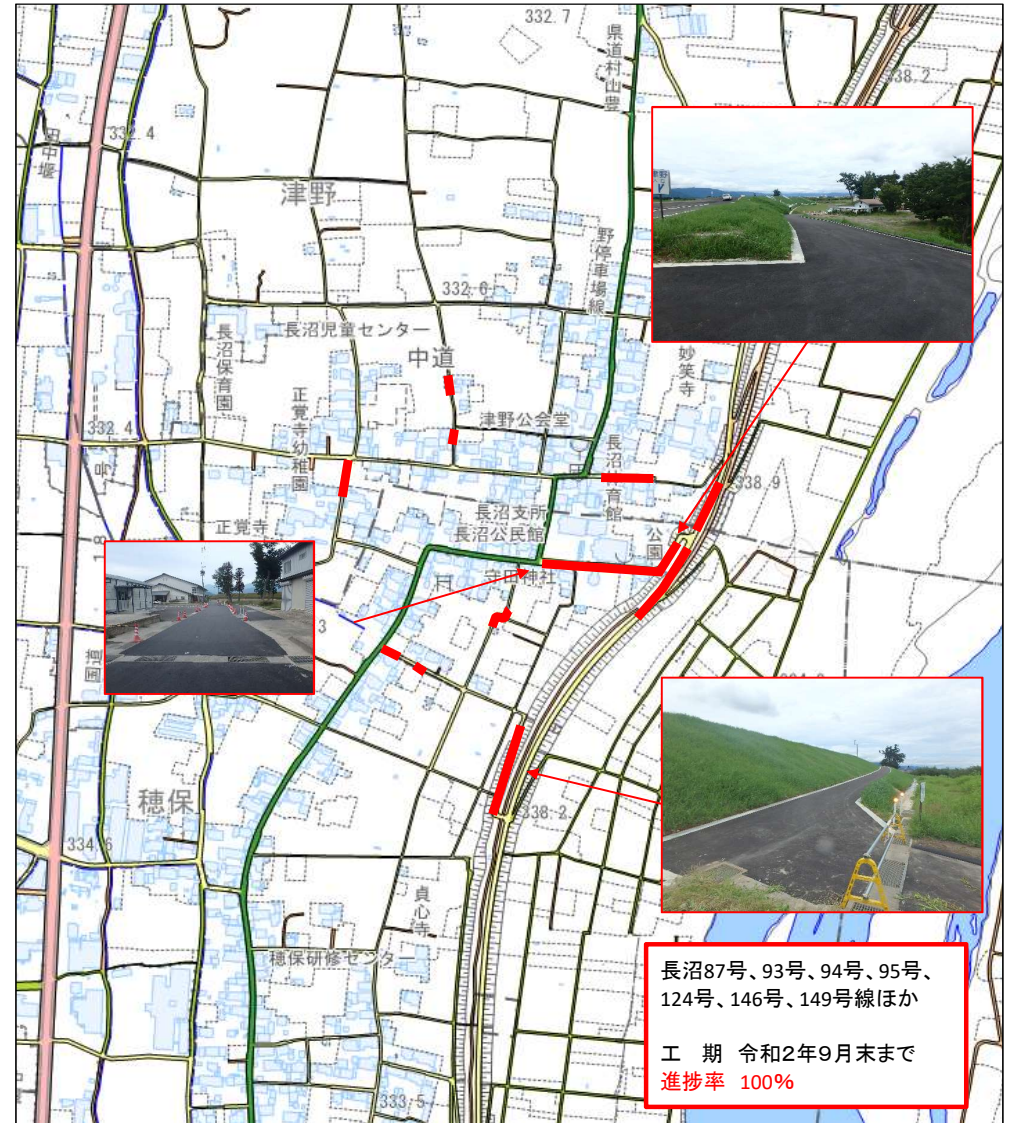 332.7
県道村山豊
338.2
332.4
田中堰
津野
野停車場線
332.6
長沼児童センター
中道
長沼保育園
妙笑寺
正覚寺幼稚園
津野公会堂
332.4
長沼体育館
338.9
長沼支所
長沼公民館
正覚寺
公園
18
守田神社
3
国道
穂保
338.2
334.6
貞心寺
穂保研修センター
333.5
長沼87号、93号、94号、95号、
124号、146号、149号線ほか
工　期　令和2年9月末まで
進捗率　100%